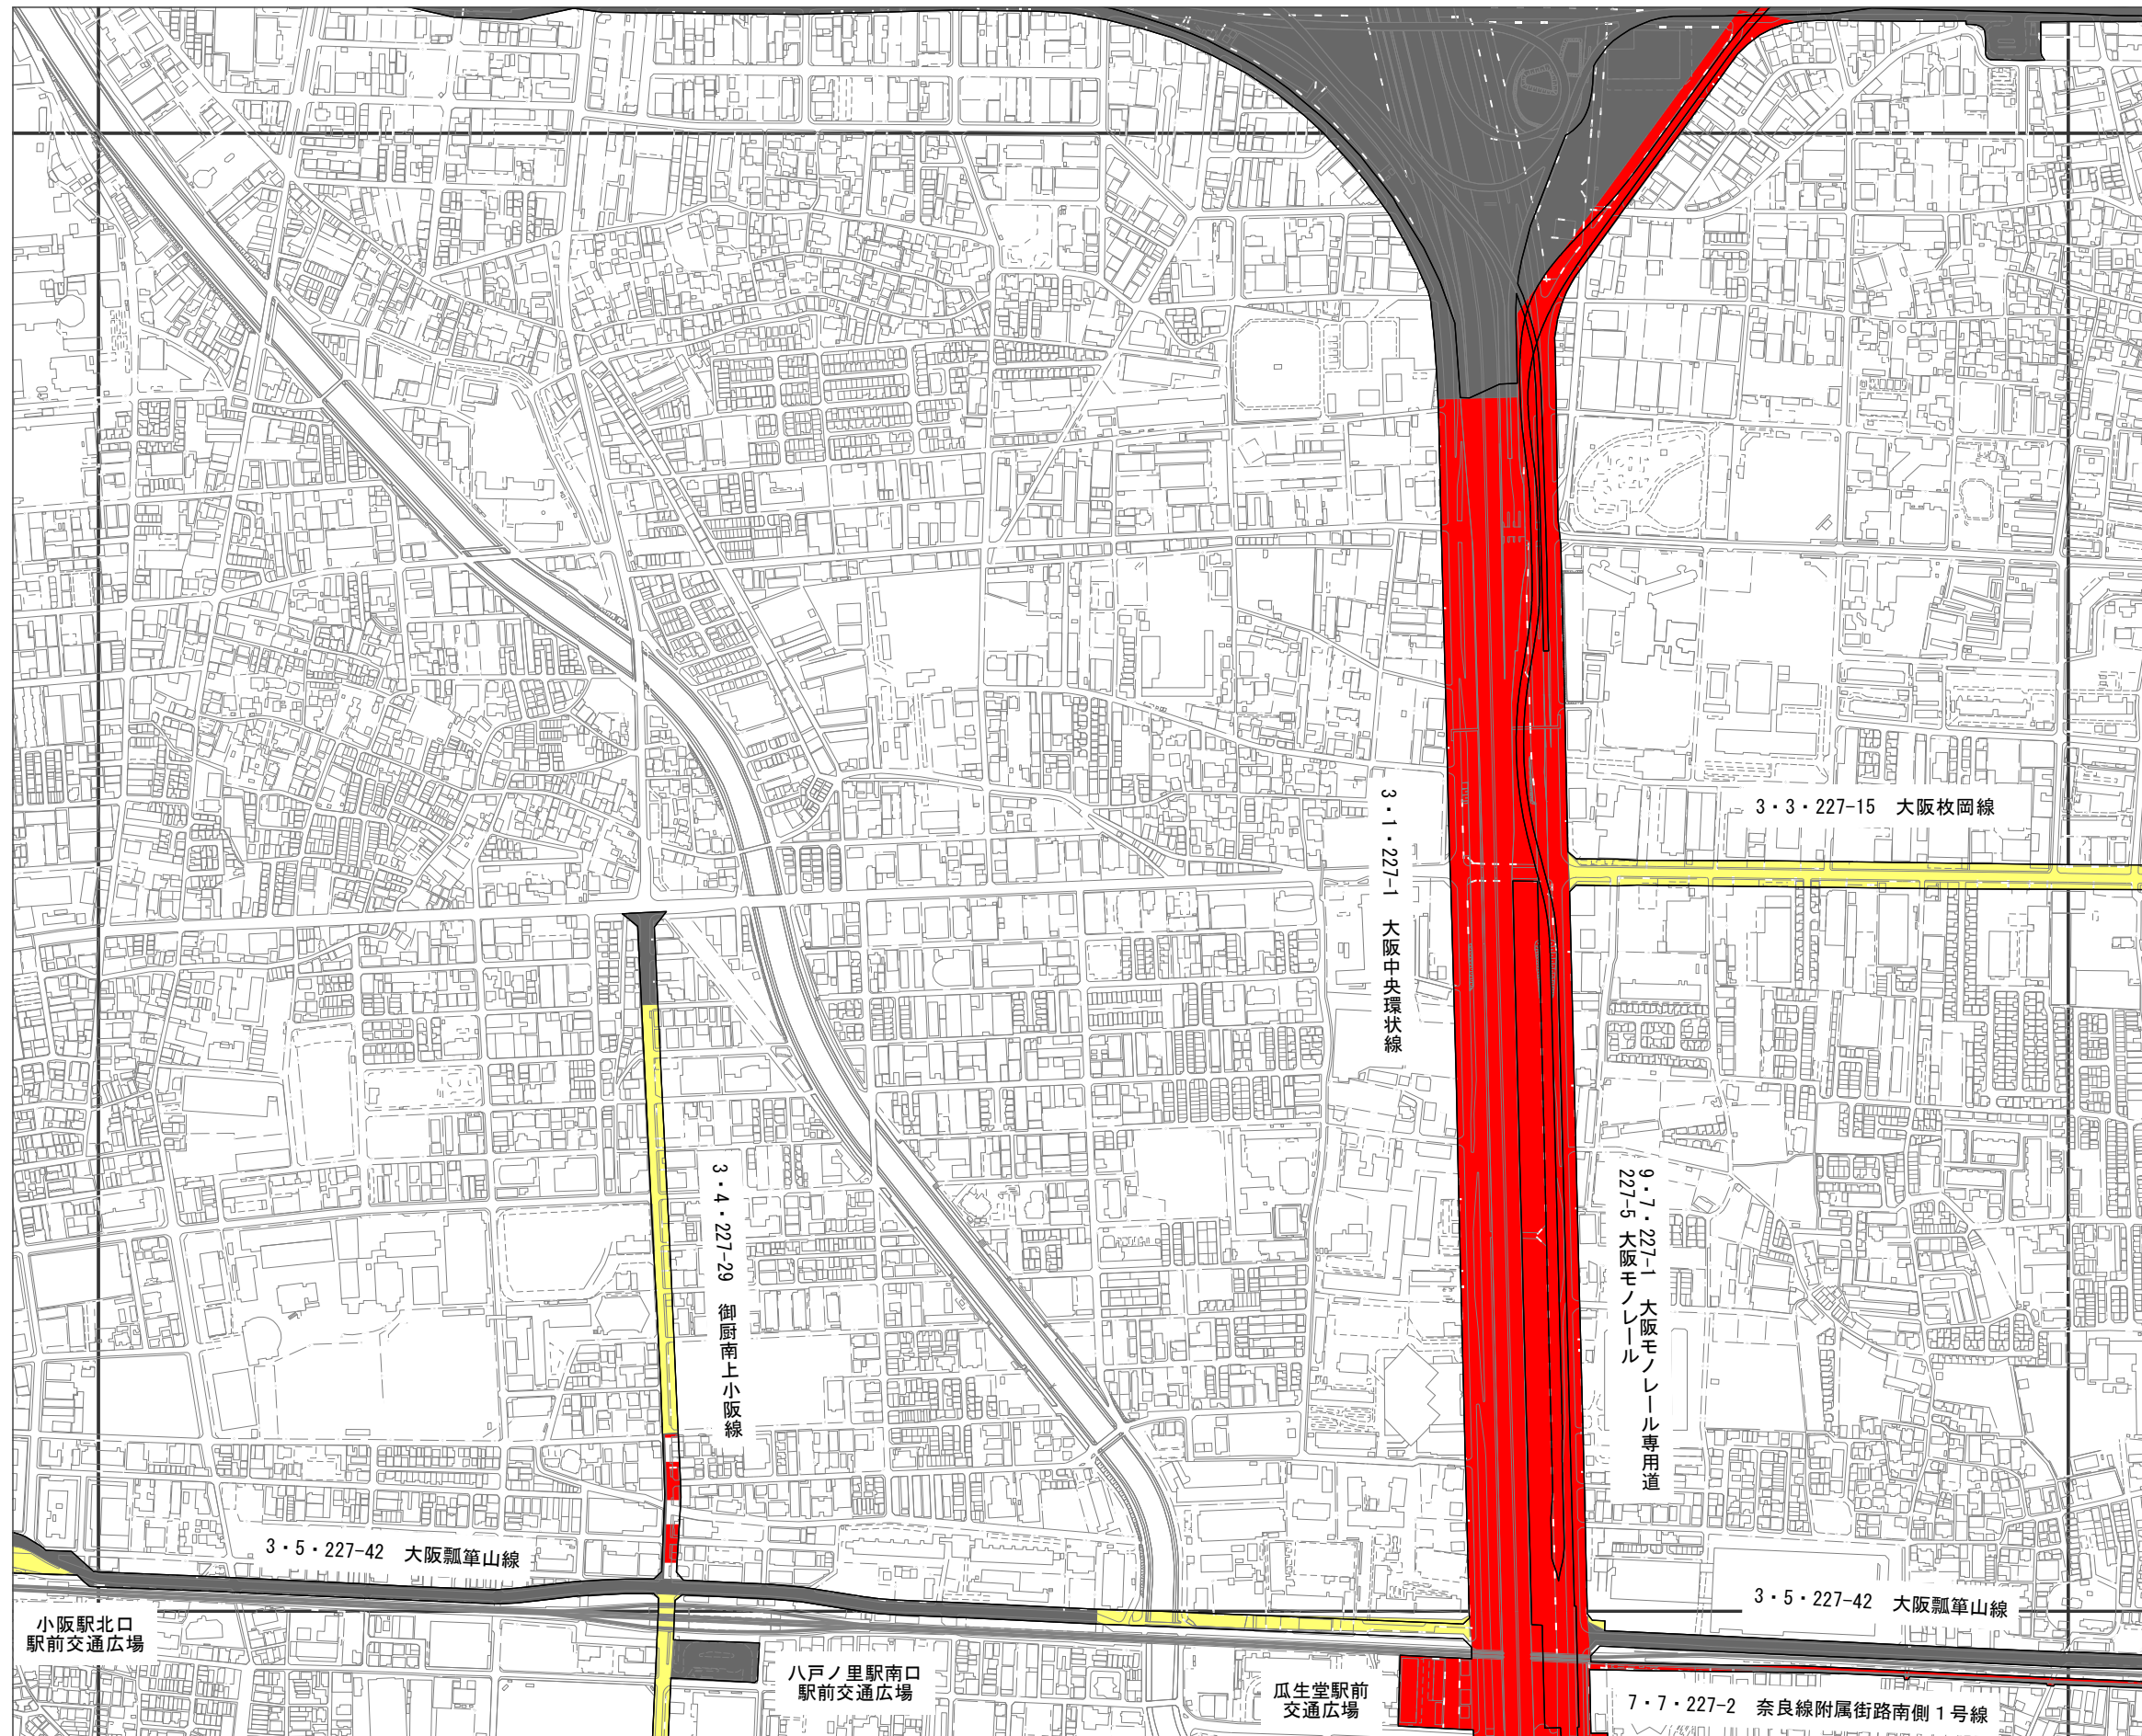 3・3・227-15　大阪枚岡線
3・1・227-1　大阪中央環状線
3・4・227-29　御厨南上小阪線
9・7・227-1　大阪モノレール専用道
227-5 大阪モノレール
3・5・227-42　大阪瓢箪山線
3・5・227-42　大阪瓢箪山線
小阪駅北口
駅前交通広場
八戸ノ里駅南口
駅前交通広場
瓜生堂駅前
交通広場
7・7・227-2　奈良線附属街路南側１号線